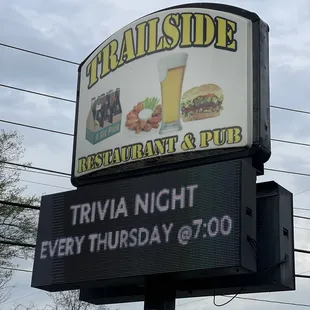 TRAILSIDE
RESTAURANT & PUB
TRIVIA NIGHT
EVERY THURSDAY @7:00